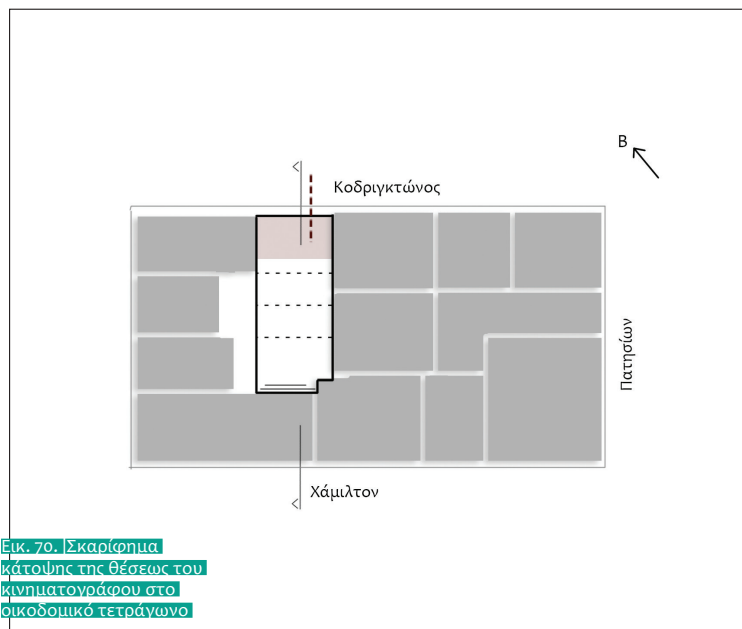 Β
Κοδριγκτώνος
Πατησίων
Χάμιλτον
Εικ. 70. Σκαρίφημα
κάτοψης της θέσεως του
κινηματογράφου στο
οικοδομικό τετράγωνο